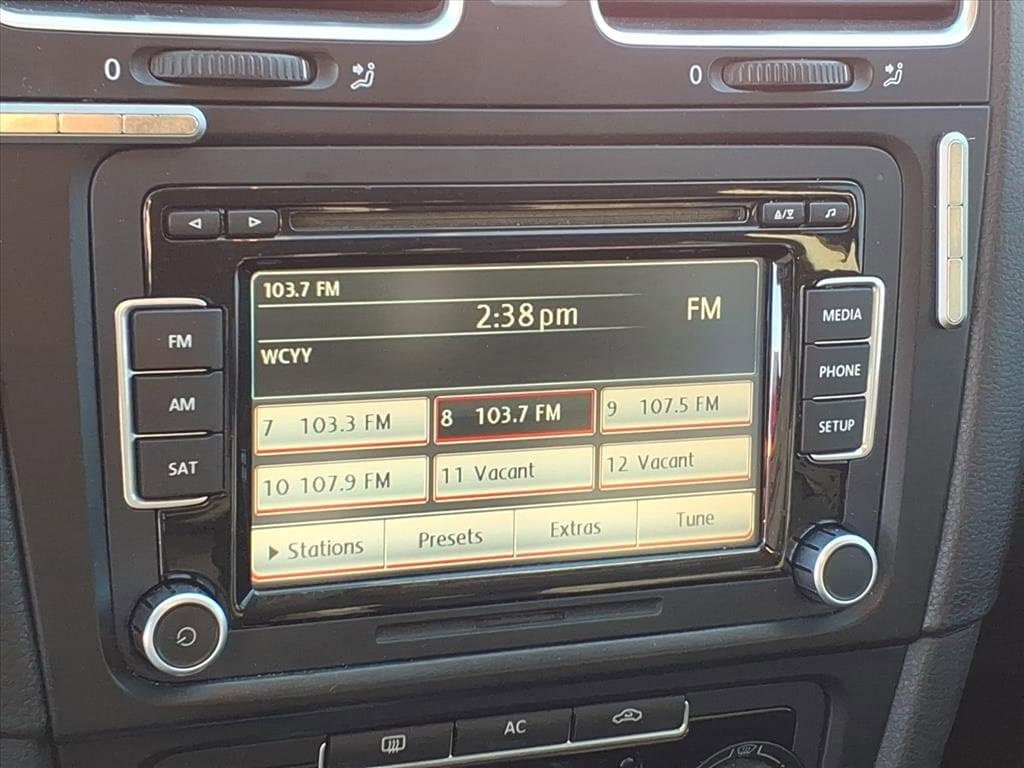 0
0
103.7 FM
2:38pm FM
WCYY
FM
AM
SAT
MEDIA
PHONE
SETUP
7 103.3 FM 8 103.7 FM 9 107.5 FM
10 107.9 FM 11 Vacant 12 Vacant
Stations Presets Extras Tune
AC